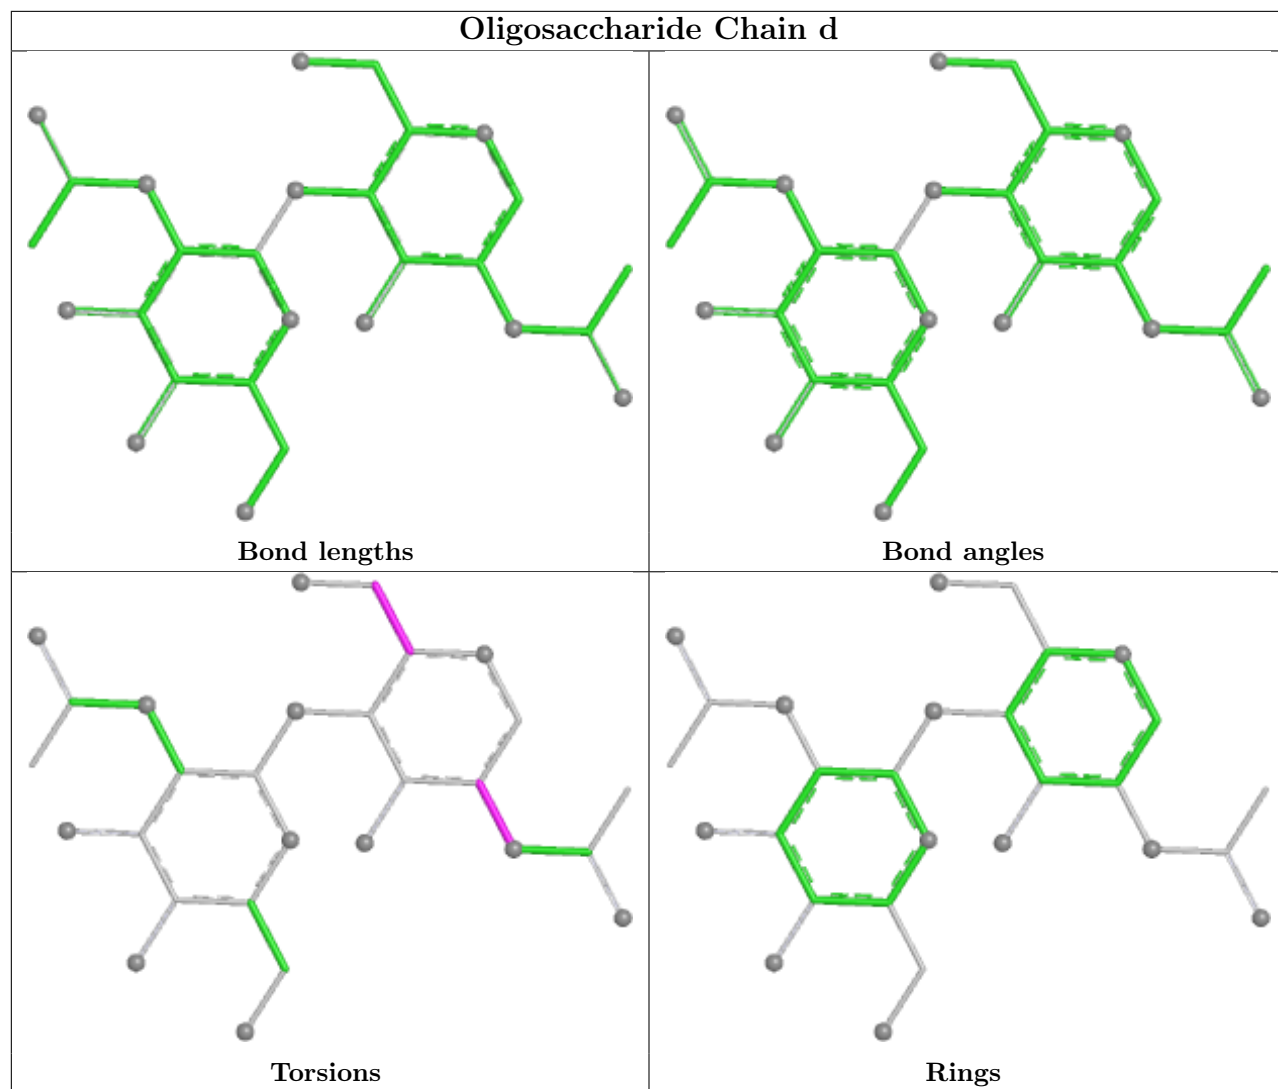 Oligosaccharide Chain d
Bond lengths
Bond angles
Torsions
Rings